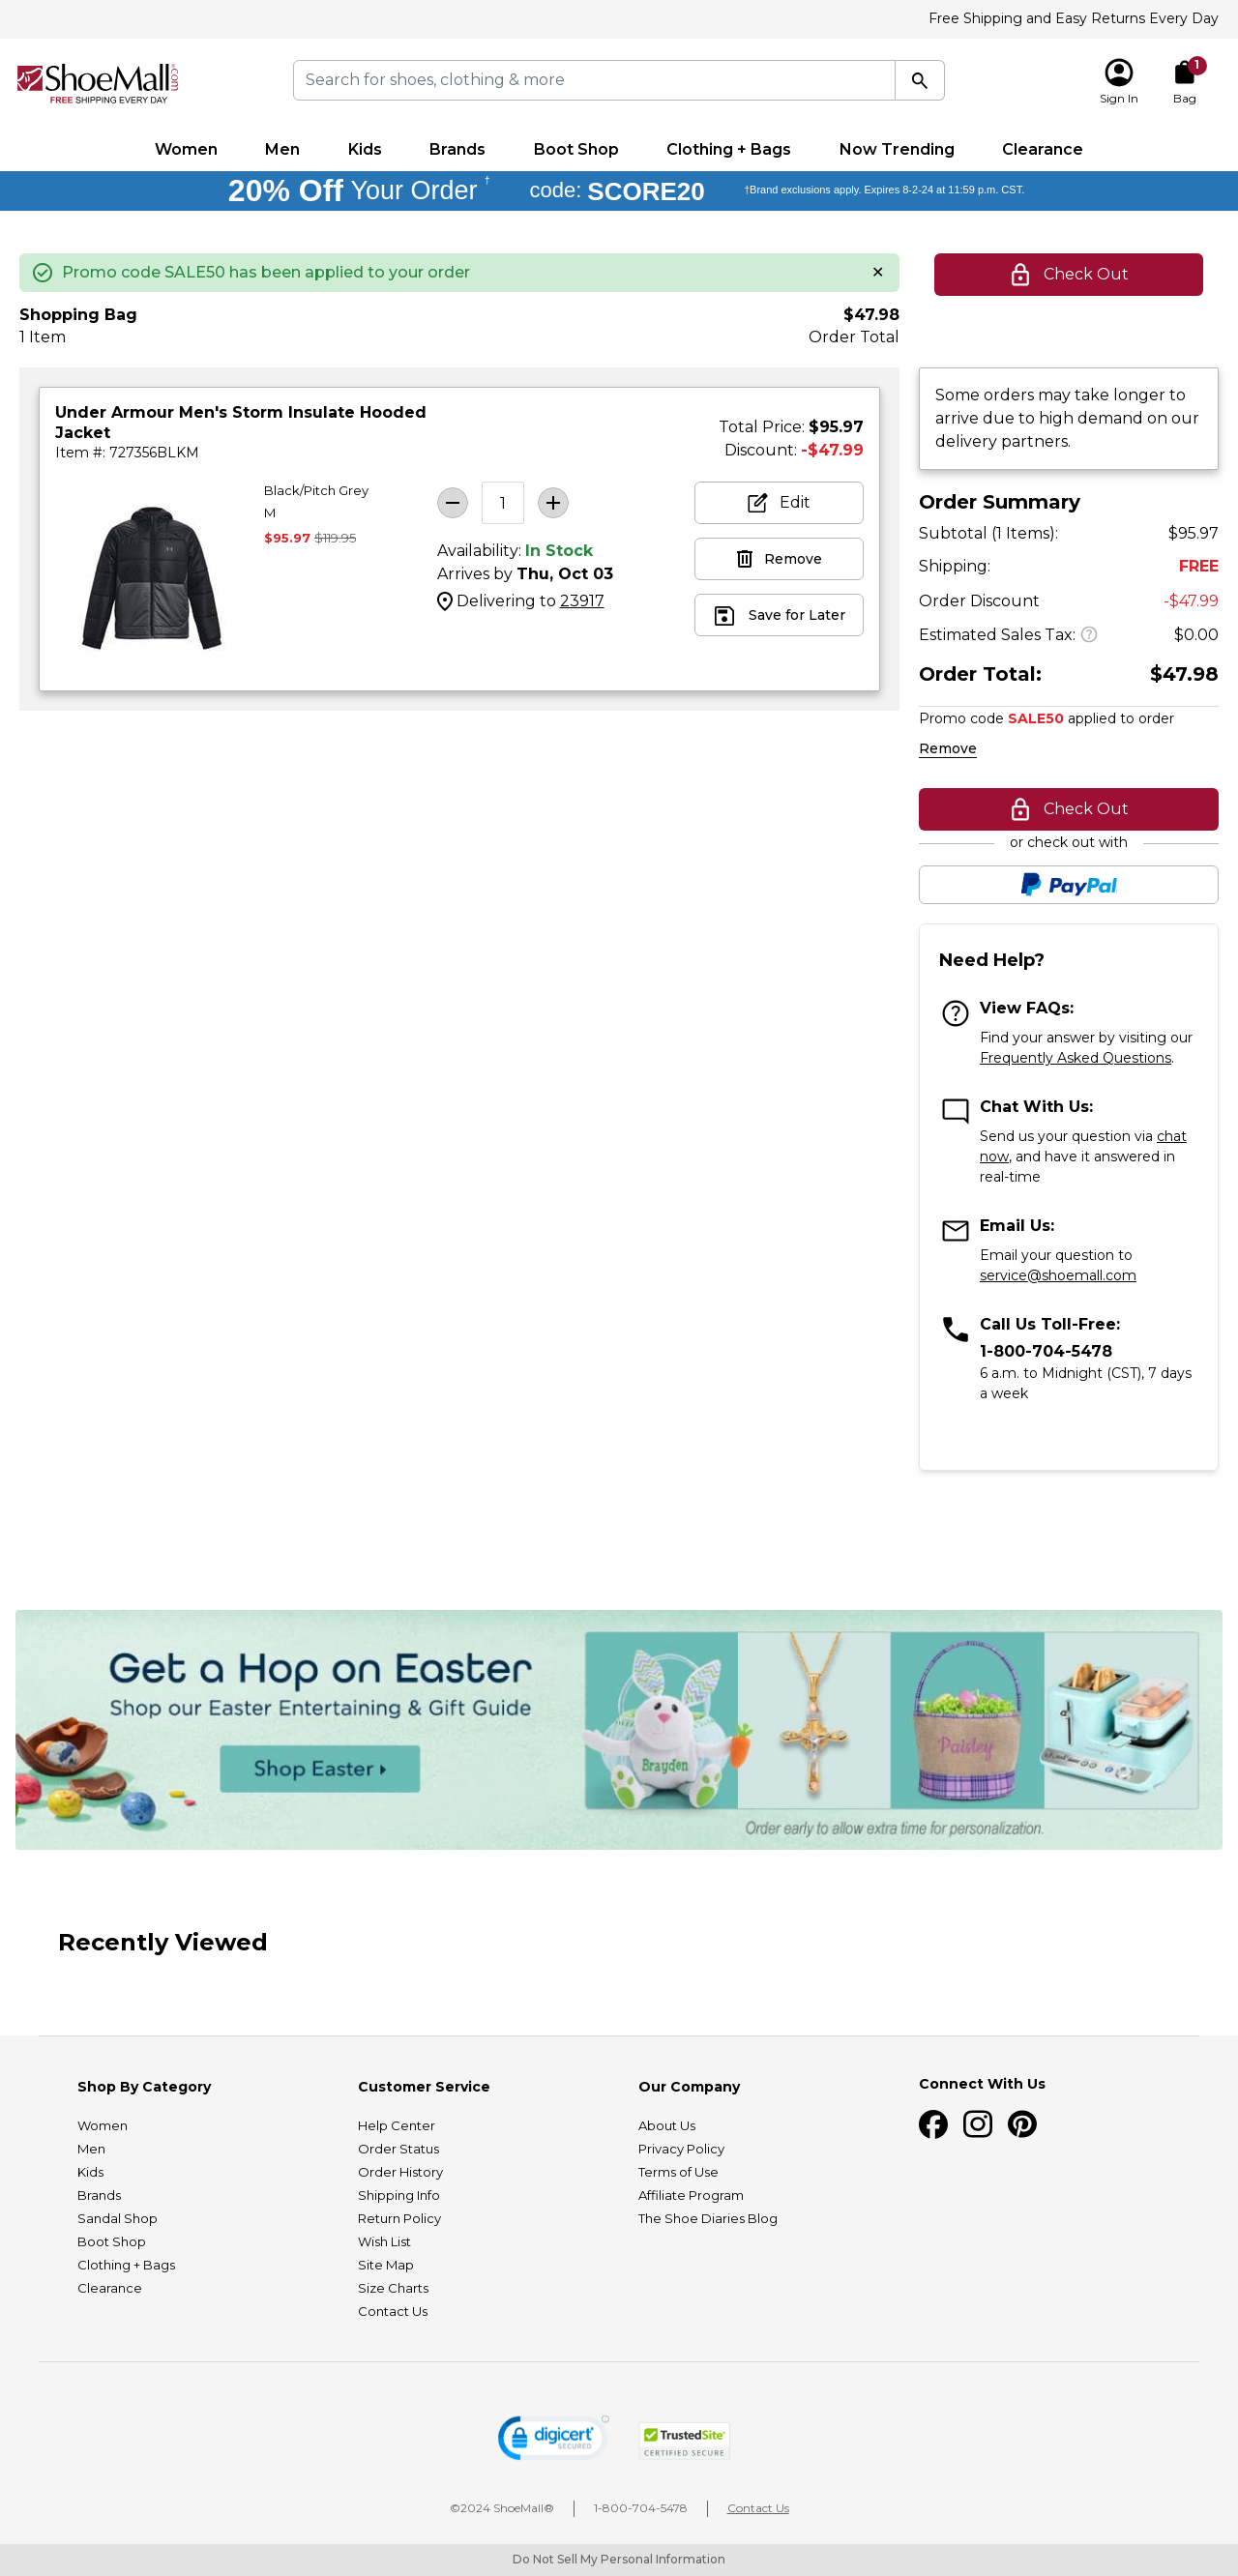 Free Shipping and Easy Returns Every Day
ShoeMall.com
FREE SHIPPING EVERY DAY
Search for shoes, clothing & more
Sign In
1
Bag
Women Men Kids Brands Boot Shop Clothing + Bags Now Trending Clearance
20% Off Your Order † code: SCORE20 †Brand exclusions apply. Expires 8-2-24 at 11:59 p.m. CST.
Promo code SALE50 has been applied to your order
Check Out
Shopping Bag $47.98
1 Item Order Total
Under Armour Men's Storm Insulate Hooded
Jacket
Item #: 727356BLKM
Total Price: $95.97
Discount: -$47.99
Black/Pitch Grey
M
$95.97 $119.95
1
Availability: In Stock
Arrives by Thu, Oct 03
Delivering to 23917
Edit
Remove
Save for Later
Some orders may take longer to
arrive due to high demand on our
delivery partners.
Order Summary
Subtotal (1 Items): $95.97
Shipping: FREE
Order Discount -$47.99
Estimated Sales Tax: ? $0.00
Order Total: $47.98
Promo code SALE50 applied to order
Remove
Check Out
or check out with
PayPal
Need Help?
View FAQs:
Find your answer by visiting our
Frequently Asked Questions.
Chat With Us:
Send us your question via chat
now, and have it answered in
real-time
Email Us:
Email your question to
service@shoemall.com
Call Us Toll-Free:
1-800-704-5478
6 a.m. to Midnight (CST), 7 days
a week
Get a Hop on Easter
Shop our Easter Entertaining & Gift Guide
Shop Easter
Brayden
Paisley
Order early to allow extra time for personalization.
Recently Viewed
Shop By Category
Women
Men
Kids
Brands
Sandal Shop
Boot Shop
Clothing + Bags
Clearance
Customer Service
Help Center
Order Status
Order History
Shipping Info
Return Policy
Wish List
Site Map
Size Charts
Contact Us
Our Company
About Us
Privacy Policy
Terms of Use
Affiliate Program
The Shoe Diaries Blog
Connect With Us
digicert
SECURED
TrustedSite
CERTIFIED SECURE
©2024 ShoeMall® 1-800-704-5478 Contact Us
Do Not Sell My Personal Information